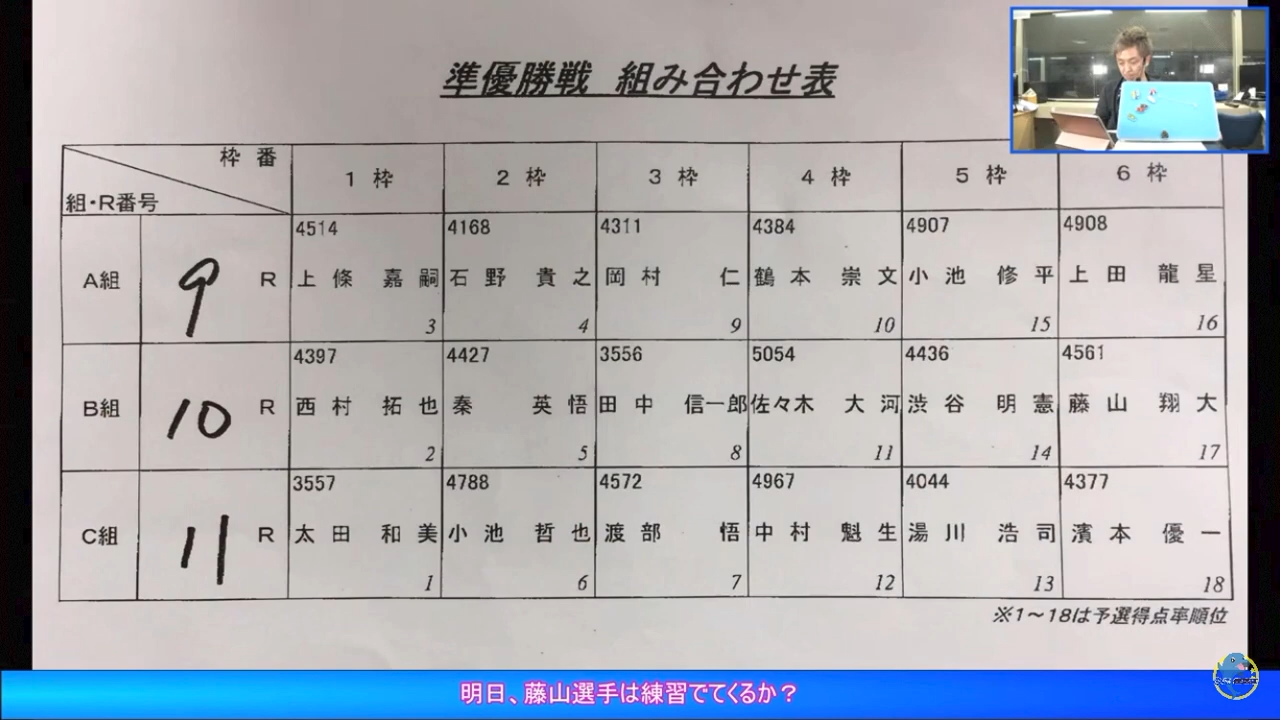 準優勝戦 組み合わせ表
枠 番 1 枠 2 枠 3 枠 4 枠 5 枠 6 枠
組・R番号
4514 4168 4311 4384 4907 4908
A組 9 R 上 條 嘉 嗣 石 野 貴 之 岡 村 仁 鶴 本 崇 文 小 池 修 平 上 田 龍 星
3 4 9 10 15 16
4397 4427 3556 5054 4436 4561
B組 10 R 西 村 拓 也 秦 英 悟 田 中 信一郎 佐々木 大 河 渋 谷 明 憲 藤 山 翔 大
2 5 8 11 14 17
3557 4788 4572 4967 4044 4377
C組 11 R 太 田 和 美 小 池 哲 也 渡 部 悟 中 村 魁 生 湯 川 浩 司 濱 本 優 一
1 6 7 12 13 18
※1～18は予選得点率順位
明日、藤山選手は練習でてくるか？